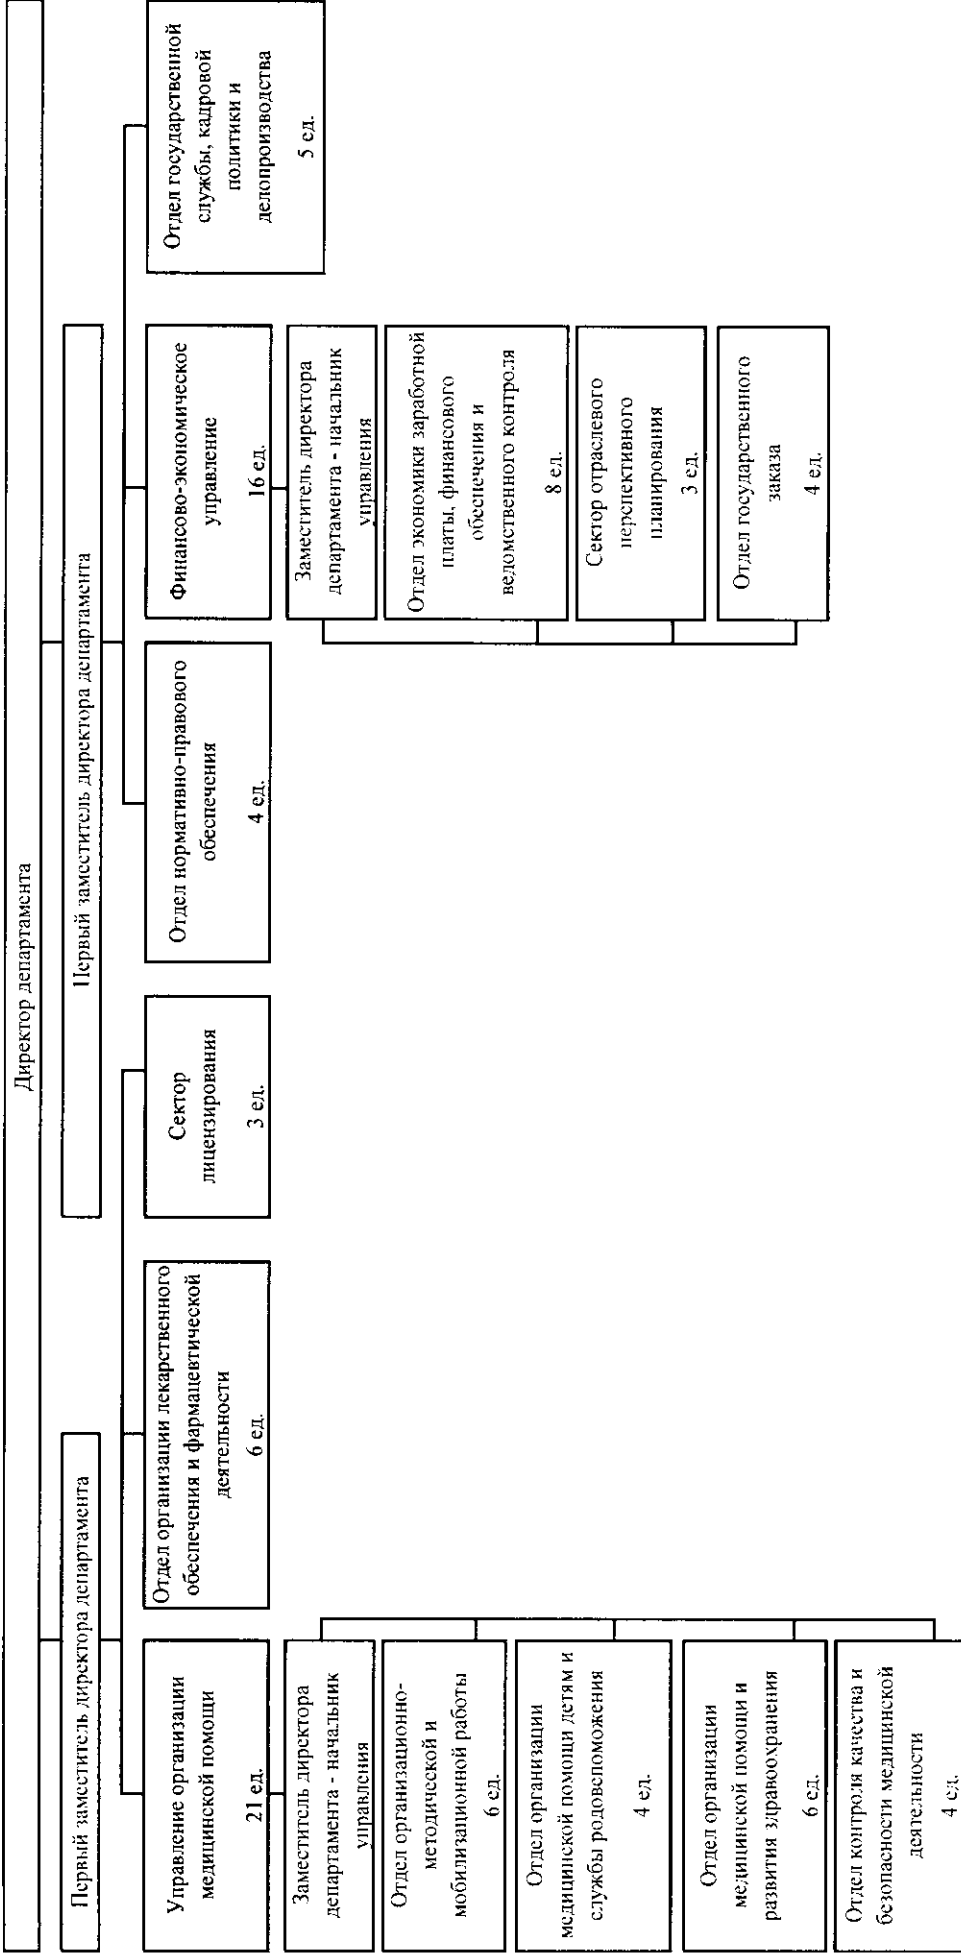 Директор департамента
Первый заместитель директора департамента
Первый заместитель директора департамента
Управление организации
медицинской помощи
21 ед.
Отдел организации лекарственного
обеспечения и фармацевтической
деятельности
6 ед.
Сектор
лицензирования
3 ед.
Отдел нормативно-правового
обеспечения
4 ед.
Финансово-экономическое
управление
16 ед.
Отдел государственной
службы, кадровой
политики и
делопроизводства
5 ед.
Заместитель директора
департамента - начальник
управления
Отдел организационно-
методической и
мобилизационной работы
6 ед.
Отдел организации
медицинской помощи детям и
службы родовспоможения
4 ед.
Отдел организации
медицинской помощи и
развития здравоохранения
6 ед.
Отдел контроля качества и
безопасности медицинской
деятельности
4 ед.
Заместитель директора
департамента - начальник
управления
Отдел экономики заработной
платы, финансового
обеспечения и
ведомственного контроля
8 ед.
Сектор отраслевого
перспективного
планирования
3 ед.
Отдел государственного
заказа
4 ед.